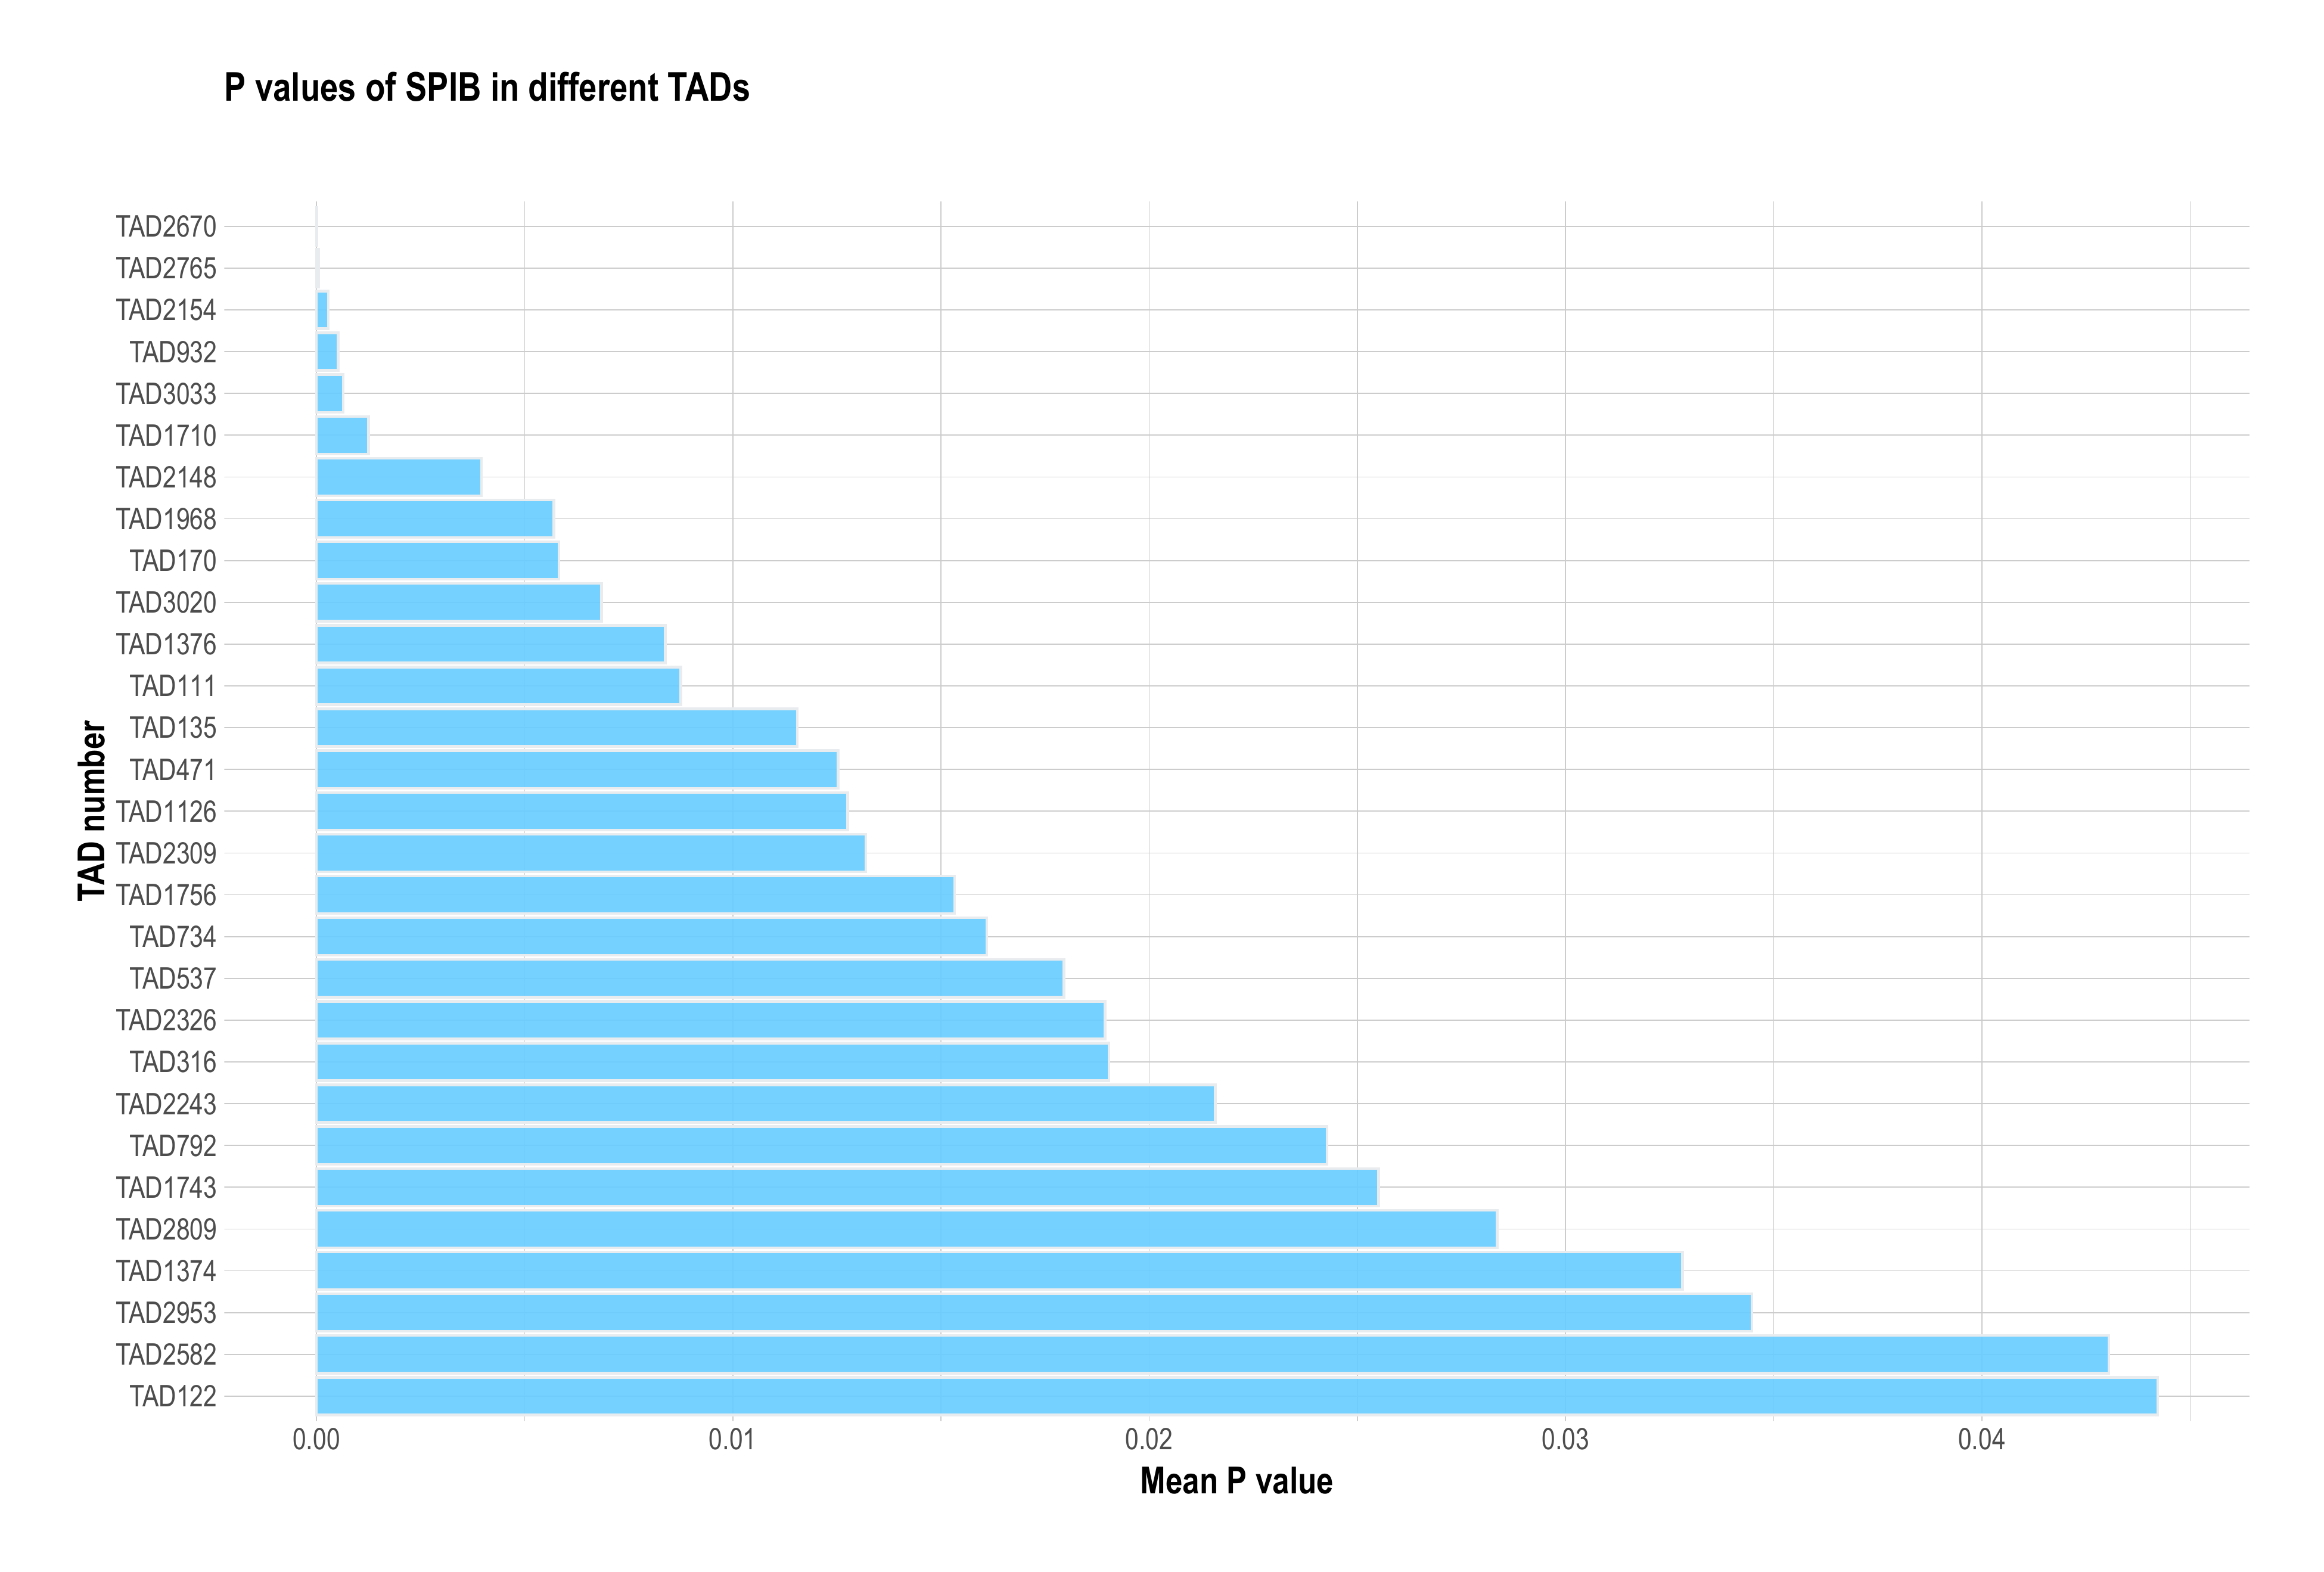 P values of SPIB in different TADs
TAD2670
TAD2765
TAD2154
TAD932
TAD3033
TAD1710
TAD2148
TAD1968
TAD170
TAD3020
TAD1376
TAD111
TAD135
TAD471
TAD1126
TAD2309
TAD1756
TAD734
TAD537
TAD2326
TAD316
TAD2243
TAD792
TAD1743
TAD2809
TAD1374
TAD2953
TAD2582
TAD122
TAD number
0.00 0.01 0.02 0.03 0.04
Mean P value